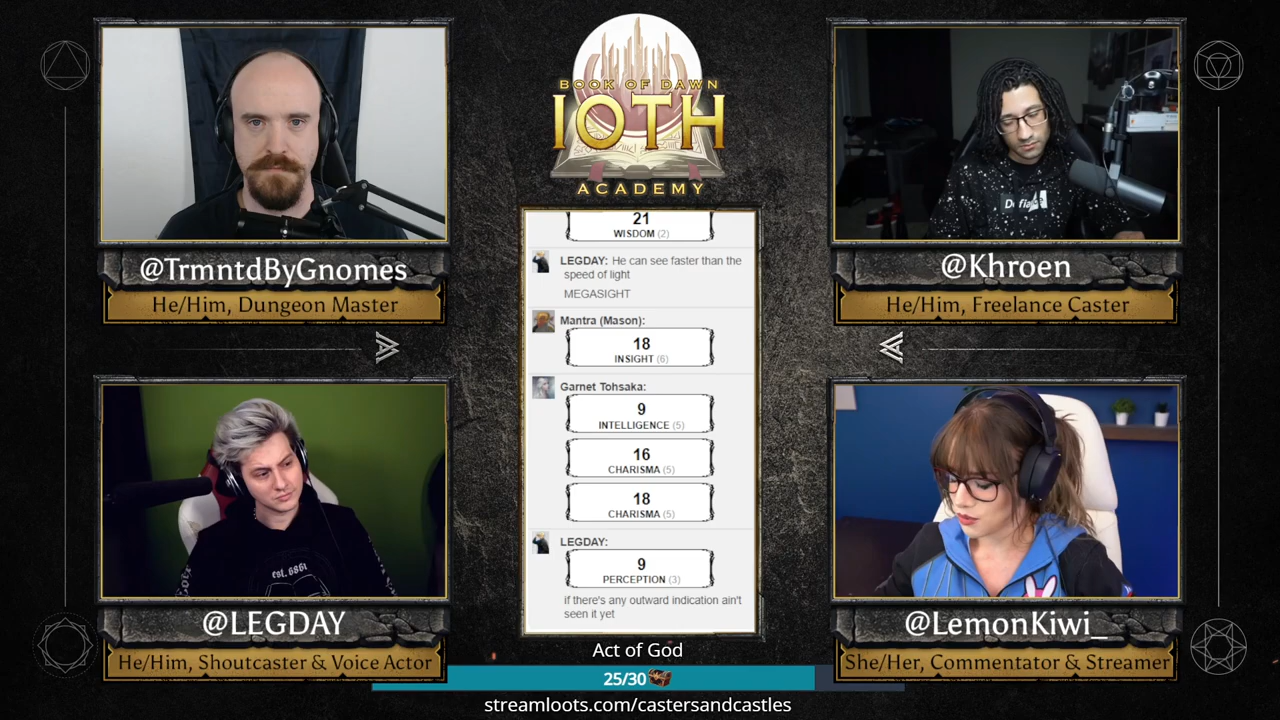 BOOK OF DAWN
IOTH
ACADEMY
@TrmntdByGnomes
He/Him, Dungeon Master
@Khroen
He/Him, Freelance Caster
21
WISDOM (2)
LEGDAY: He can see faster than the
speed of light
MEGASIGHT
Mantra (Mason):
18
INSIGHT (6)
Garnet Tohsaka:
9
INTELLIGENCE (5)
16
CHARISMA (5)
18
CHARISMA (5)
LEGDAY:
9
PERCEPTION (3)
if there's any outward indication ain't
seen it yet
est. 686
@LEGDAY
He/Him, Shoutcaster & Voice Actor
@LemonKiwi_
She/Her, Commentator & Streamer
Act of God
25/30
streamloots.com/castersandcastles